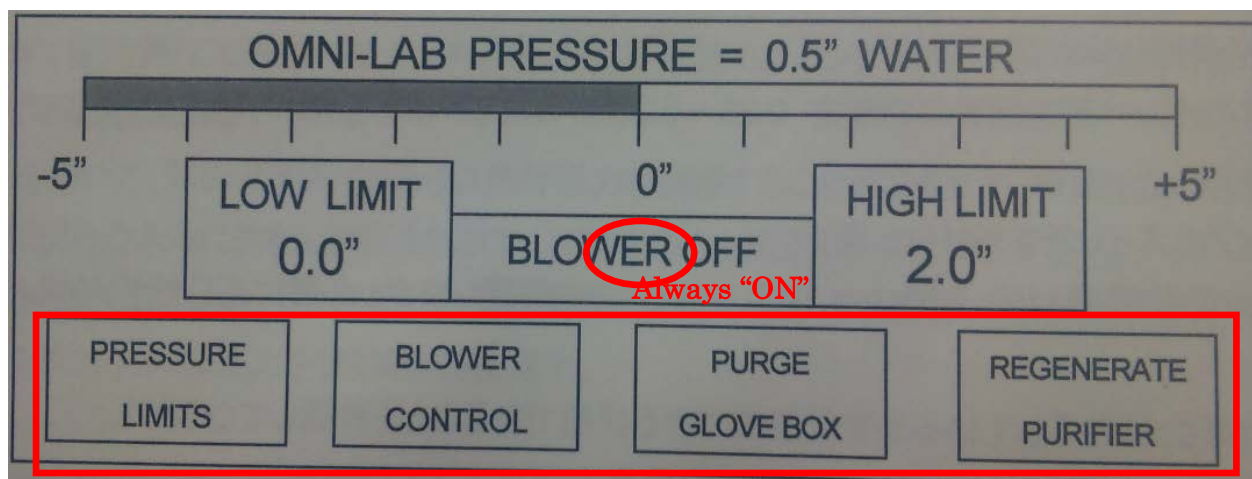 OMNI-LAB PRESSURE = 0.5” WATER
-5”
0”
+5”
LOW LIMIT
0.0”
BLOWER OFF
HIGH LIMIT
2.0”
Always “ON”
PRESSURE
LIMITS
BLOWER
CONTROL
PURGE
GLOVE BOX
REGENERATE
PURIFIER